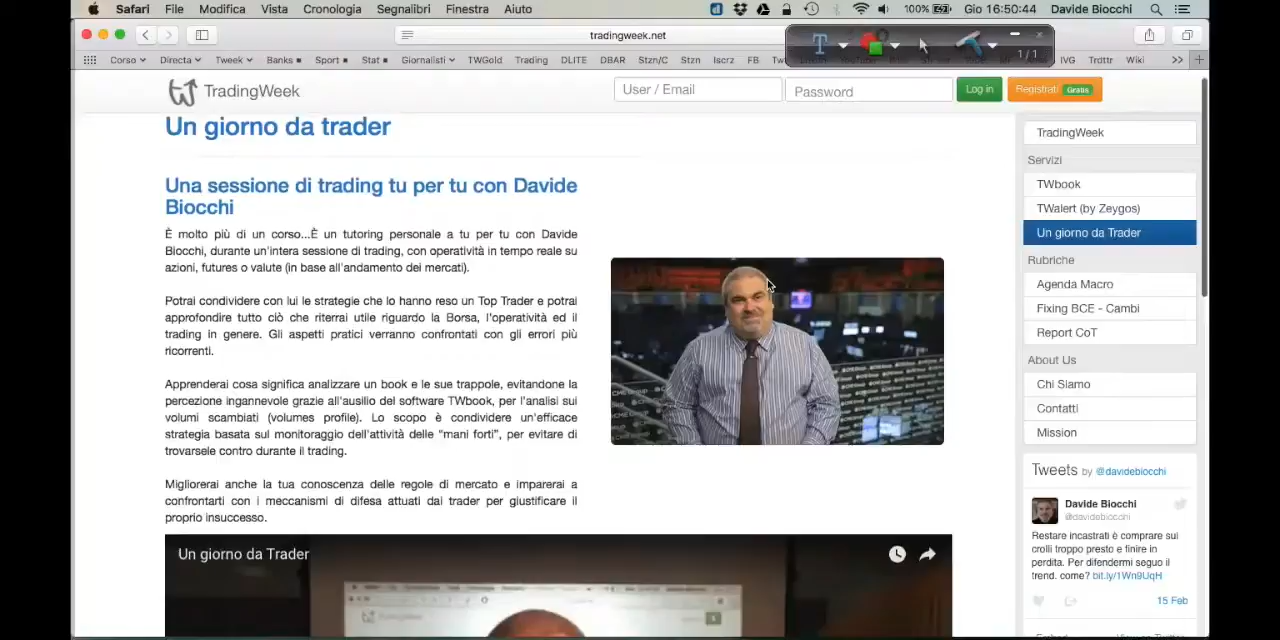 Safari File Modifica Vista Cronologia Segnalibri Finestra Aiuto 100% Gio 16:50:44 Davide Biocchi
tradingweek.net
T
1/1
Corso Directa Tweek Banks Sport Stat Giornalisti TWGold Trading DLITE DBAR Stzn/C Stzn Iscrz FB IVG Trdttr Wiki
TradingWeek
User / Email
Password
Log in
Registrati Gratis
Un giorno da trader
Una sessione di trading tu per tu con Davide
Biocchi
È molto più di un corso...È un tutoring personale a tu per tu con Davide
Biocchi, durante un'intera sessione di trading, con operatività in tempo reale su
azioni, futures o valute (in base all'andamento dei mercati).
Potrai condividere con lui le strategie che lo hanno reso un Top Trader e potrai
approfondire tutto ciò che riterrai utile riguardo la Borsa, l'operatività ed il
trading in genere. Gli aspetti pratici verranno confrontati con gli errori più
ricorrenti.
Apprenderai cosa significa analizzare un book e le sue trappole, evitandone la
percezione ingannevole grazie all'ausilio del software TWbook, per l'analisi sui
volumi scambiati (volumes profile). Lo scopo è condividere un'efficace
strategia basata sul monitoraggio dell'attività delle “mani forti”, per evitare di
trovarsele contro durante il trading.
Migliorerai anche la tua conoscenza delle regole di mercato e imparerai a
confrontarti con i meccanismi di difesa attuati dai trader per giustificare il
proprio insuccesso.
Un giorno da Trader
TradingWeek
Servizi
TWbook
TWalert (by Zeygos)
Un giorno da Trader
Rubriche
Agenda Macro
Fixing BCE - Cambi
Report CoT
About Us
Chi Siamo
Contatti
Mission
Tweets by @davidebiocchi
Davide Biocchi
@davidebiocchi
Restare incastrati è comprare sul
crolli troppo presto e finire in
perdita. Per difendermi seguo il
trend. come? bit.ly/1Wn9UqH
15 Feb